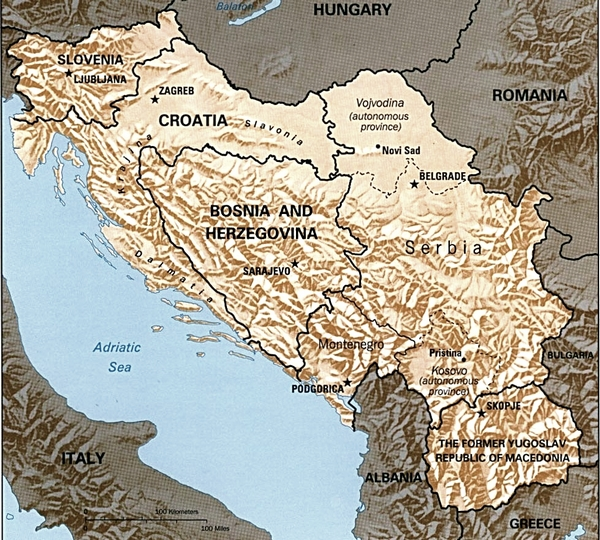 Balaton
HUNGARY
SLOVENIA
LJUBLJANA
ZAGREB
CROATIA
Slavonia
Vojvodina
(autonomous
province)
Novi Sad
ROMANIA
BELGRADE
Krajina
BOSNIA AND
HERZEGOVINA
Serbia
SARAJEVO
Dalmatia
Adriatic
Sea
Montenegro
Priština
Kosovo
(autonomous
province)
BULGARIA
PODGORICA
SKOPJE
THE FORMER YUGOSLAV
REPUBLIC OF MACEDONIA
ITALY
ALBANIA
100 Kilometers
100 Miles
GREECE